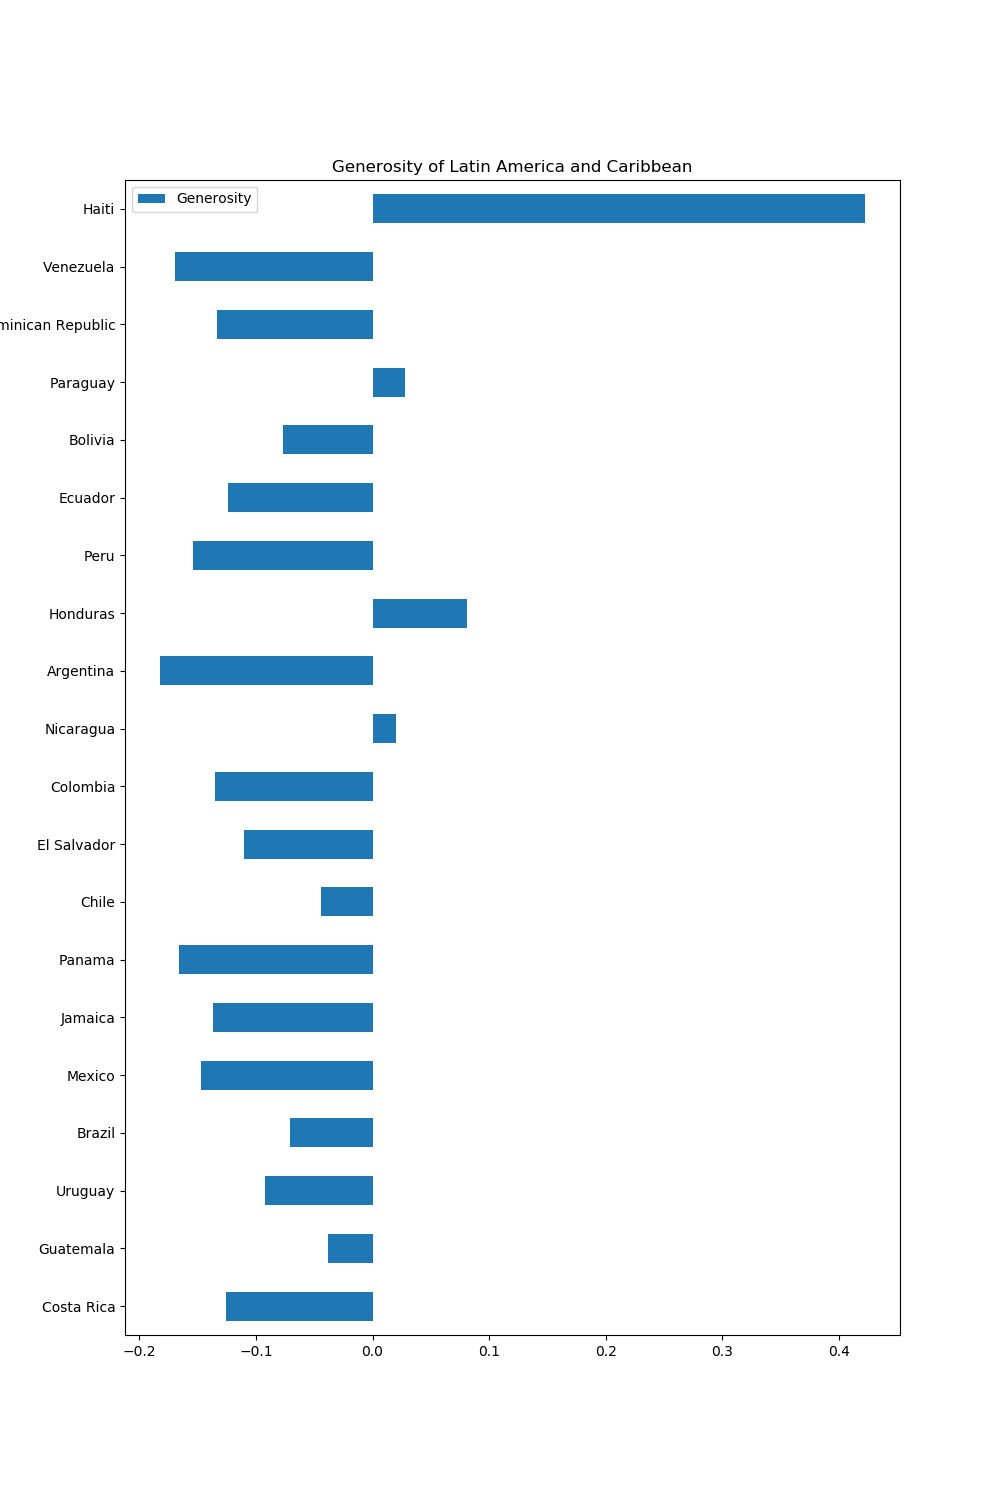 Generosity of Latin America and Caribbean
Generosity
Haiti
Venezuela
minican Republic
Paraguay
Bolivia
Ecuador
Peru
Honduras
Argentina
Nicaragua
Colombia
El Salvador
Chile
Panama
Jamaica
Mexico
Brazil
Uruguay
Guatemala
Costa Rica
−0.2 −0.1 0.0 0.1 0.2 0.3 0.4